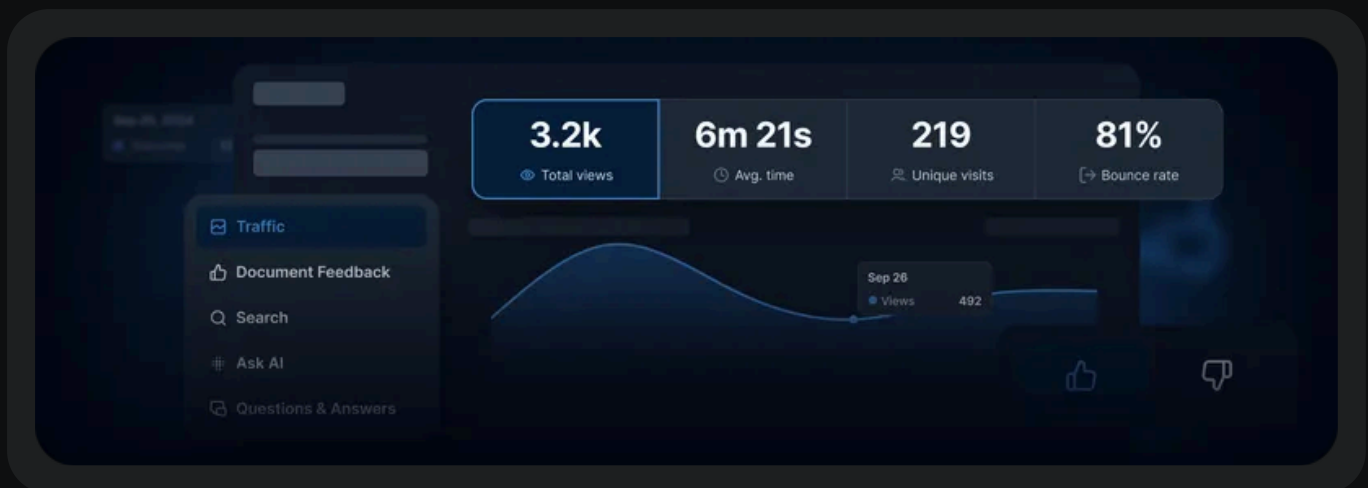 3.2k
Total views
6m 21s
Avg. time
219
Unique visits
81%
Bounce rate
Traffic
Document Feedback
Search
Ask AI
Questions & Answers
Sep 26
Views 492